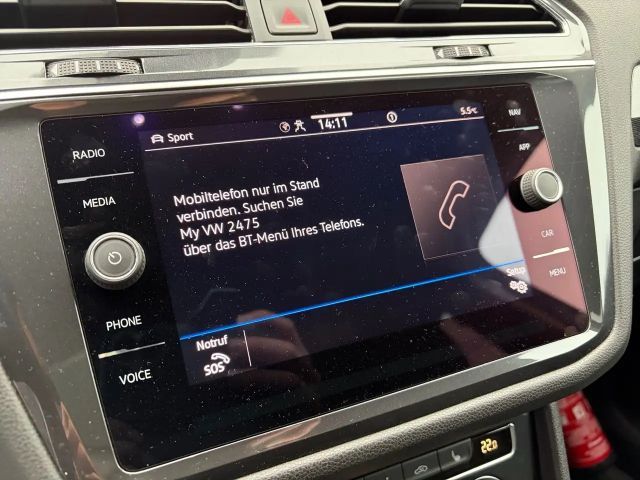 Sport
14:11
5.5°C
RADIO
MEDIA
PHONE
VOICE
NAV
APP
CAR
MENU
Mobiltelefon nur im Stand
verbinden. Suchen Sie
My VW 2475
über das BT-Menü Ihres Telefons.
Setup
Notruf
SOS
22.0